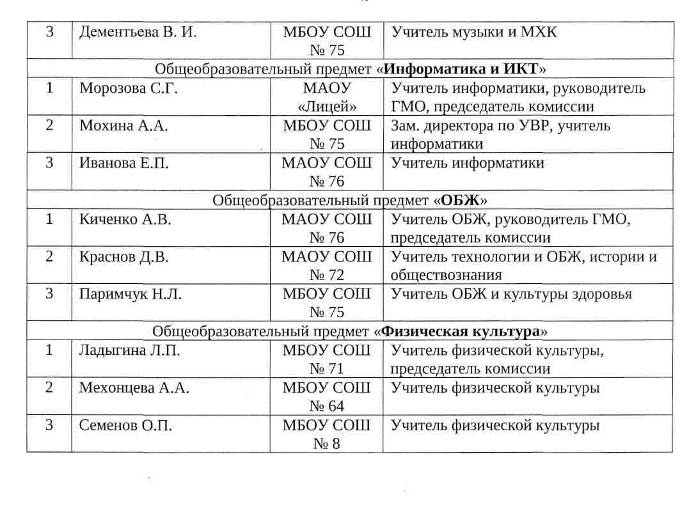 3 Дементьева В. И. МБОУ СОШ № 75 Учитель музыки и МХК
Общеобразовательный предмет «Информатика и ИКТ»
1 Морозова С.Г. МАОУ «Лицей» Учитель информатики, руководитель ГМО, председатель комиссии
2 Мохина А.А. МБОУ СОШ № 75 Зам. директора по УВР, учитель информатики
3 Иванова Е.П. МАОУ СОШ № 76 Учитель информатики
Общеобразовательный предмет «ОБЖ»
1 Киченко А.В. МАОУ СОШ № 76 Учитель ОБЖ, руководитель ГМО, председатель комиссии
2 Краснов Д.В. МАОУ СОШ № 72 Учитель технологии и ОБЖ, истории и обществознания
3 Паримчук Н.Л. МБОУ СОШ № 75 Учитель ОБЖ и культуры здоровья
Общеобразовательный предмет «Физическая культура»
1 Ладыгина Л.П. МБОУ СОШ № 71 Учитель физической культуры, председатель комиссии
2 Мехонцева А.А. МБОУ СОШ № 64 Учитель физической культуры
3 Семенов О.П. МБОУ СОШ № 8 Учитель физической культуры